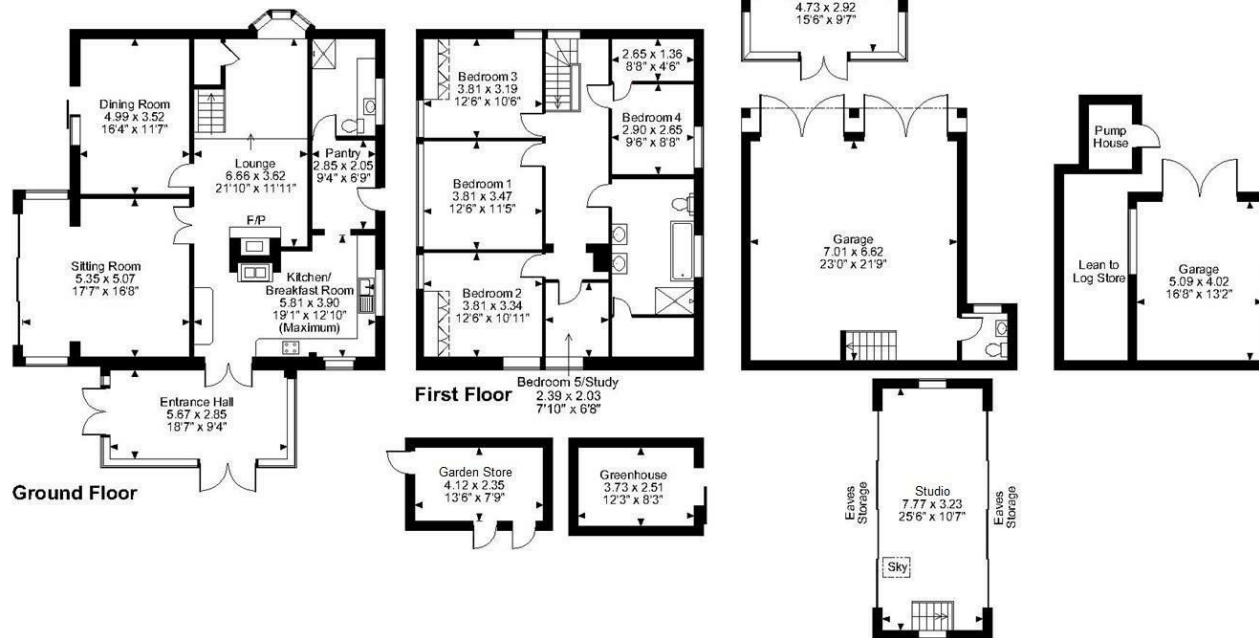 Dining Room
4.99 x 3.52
16'4" x 11'7"
Lounge
6.66 x 3.62
21'10" x 11'11"
Pantry
2.85 x 2.05
9'4" x 6'9"
F/P
Sitting Room
5.35 x 5.07
17'7" x 16'8"
Kitchen/
Breakfast Room
5.81 x 3.90
19'1" x 12'10"
(Maximum)
Entrance Hall
5.67 x 2.85
18'7" x 9'4"
Ground Floor
Bedroom 3
3.81 x 3.19
12'6" x 10'6"
2.65 x 1.36
8'8" x 4'6"
Bedroom 4
2.90 x 2.65
9'6" x 8'8"
Bedroom 1
3.81 x 3.47
12'6" x 11'5"
Bedroom 2
3.81 x 3.34
12'6" x 10'11"
First Floor
Bedroom 5/Study
2.39 x 2.03
7'10" x 6'8"
Garden Store
4.12 x 2.35
13'6" x 7'9"
Greenhouse
3.73 x 2.51
12'3" x 8'3"
4.73 x 2.92
15'6" x 9'7"
Garage
7.01 x 6.62
23'0" x 21'9"
Eaves
Storage
Studio
7.77 x 3.23
25'6" x 10'7"
Eaves
Storage
Sky
Pump
House
Lean to
Log Store
Garage
5.09 x 4.02
16'8" x 13'2"